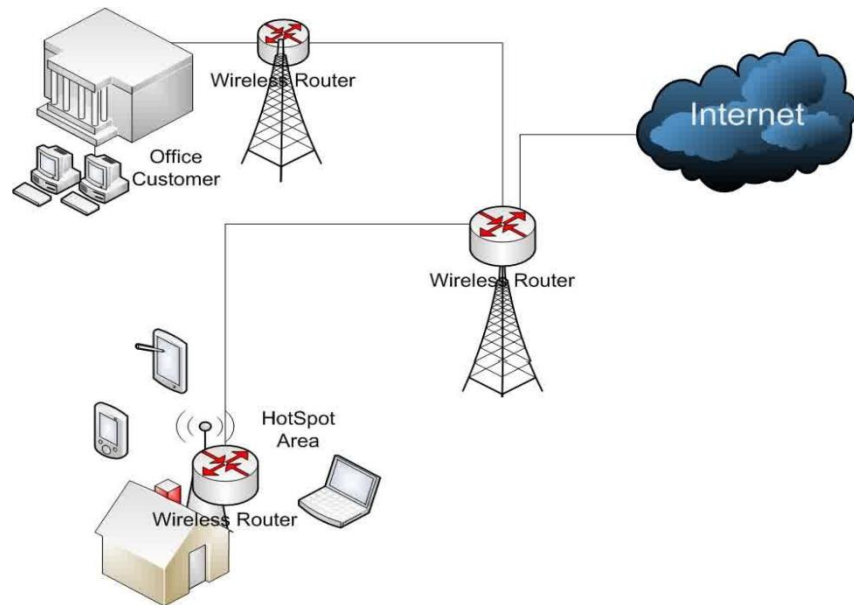 Wireless Router
Internet
Office
Customer
Wireless Router
HotSpot
Area
Wireless Router